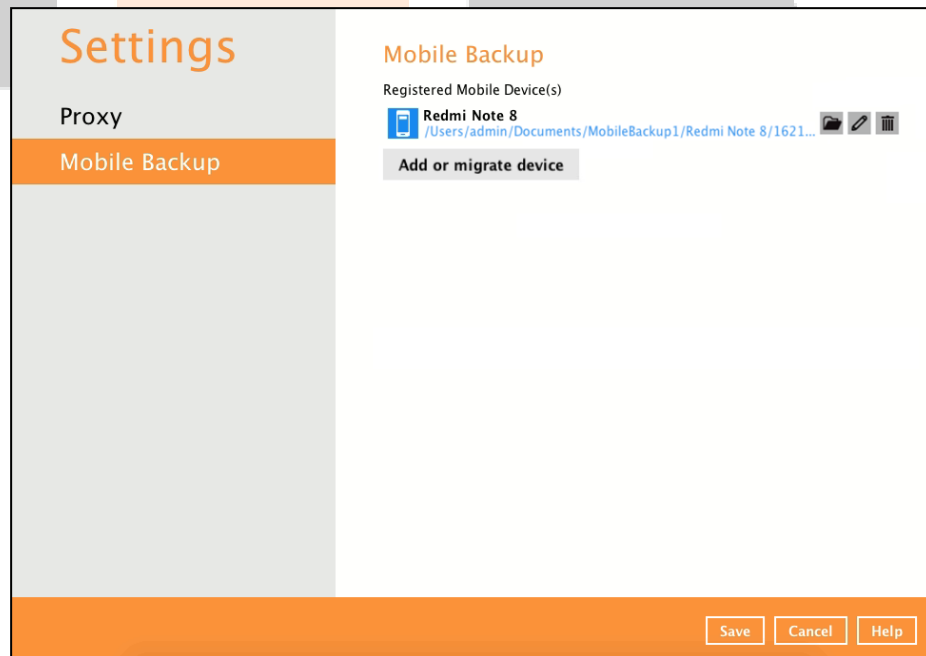 Settings
Proxy
Mobile Backup
Mobile Backup
Registered Mobile Device(s)
Redmi Note 8
/Users/admin/Documents/MobileBackup1/Redmi Note 8/1621...
Add or migrate device
Save Cancel Help